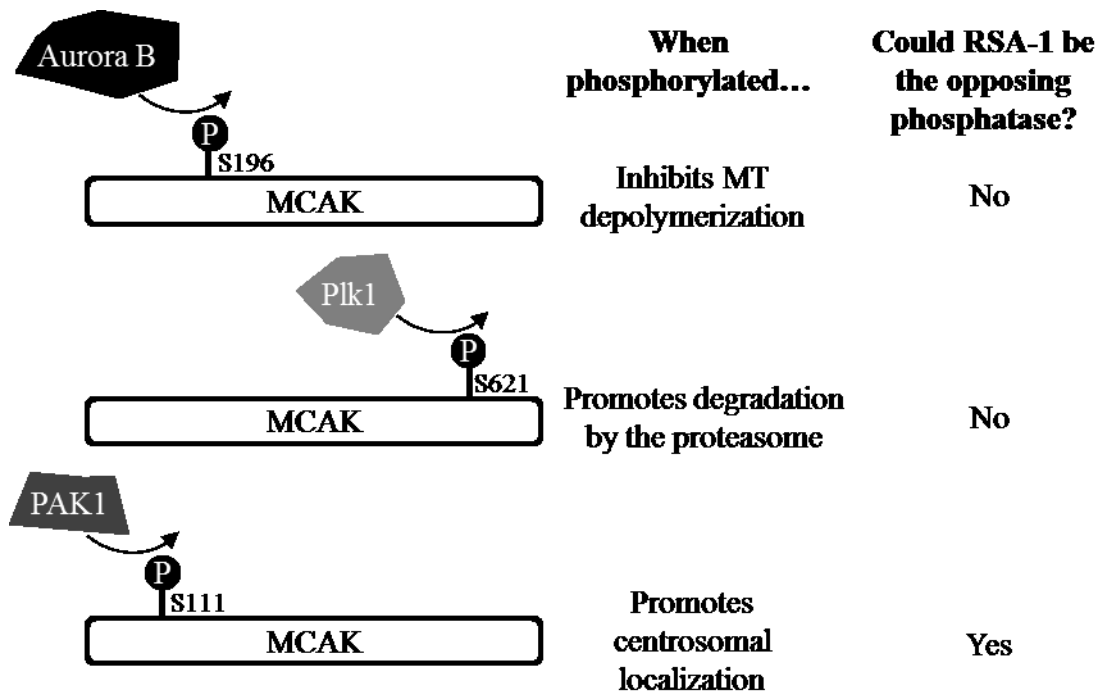 Aurora B
When
phosphorylated…
Could RSA-1 be
the opposing
phosphatase?
P
S196
MCAK
Inhibits MT
depolymerization
No
Plk1
P
S621
MCAK
Promotes degradation
by the proteasome
No
PAK1
P
S111
MCAK
Promotes
centrosomal
localization
Yes